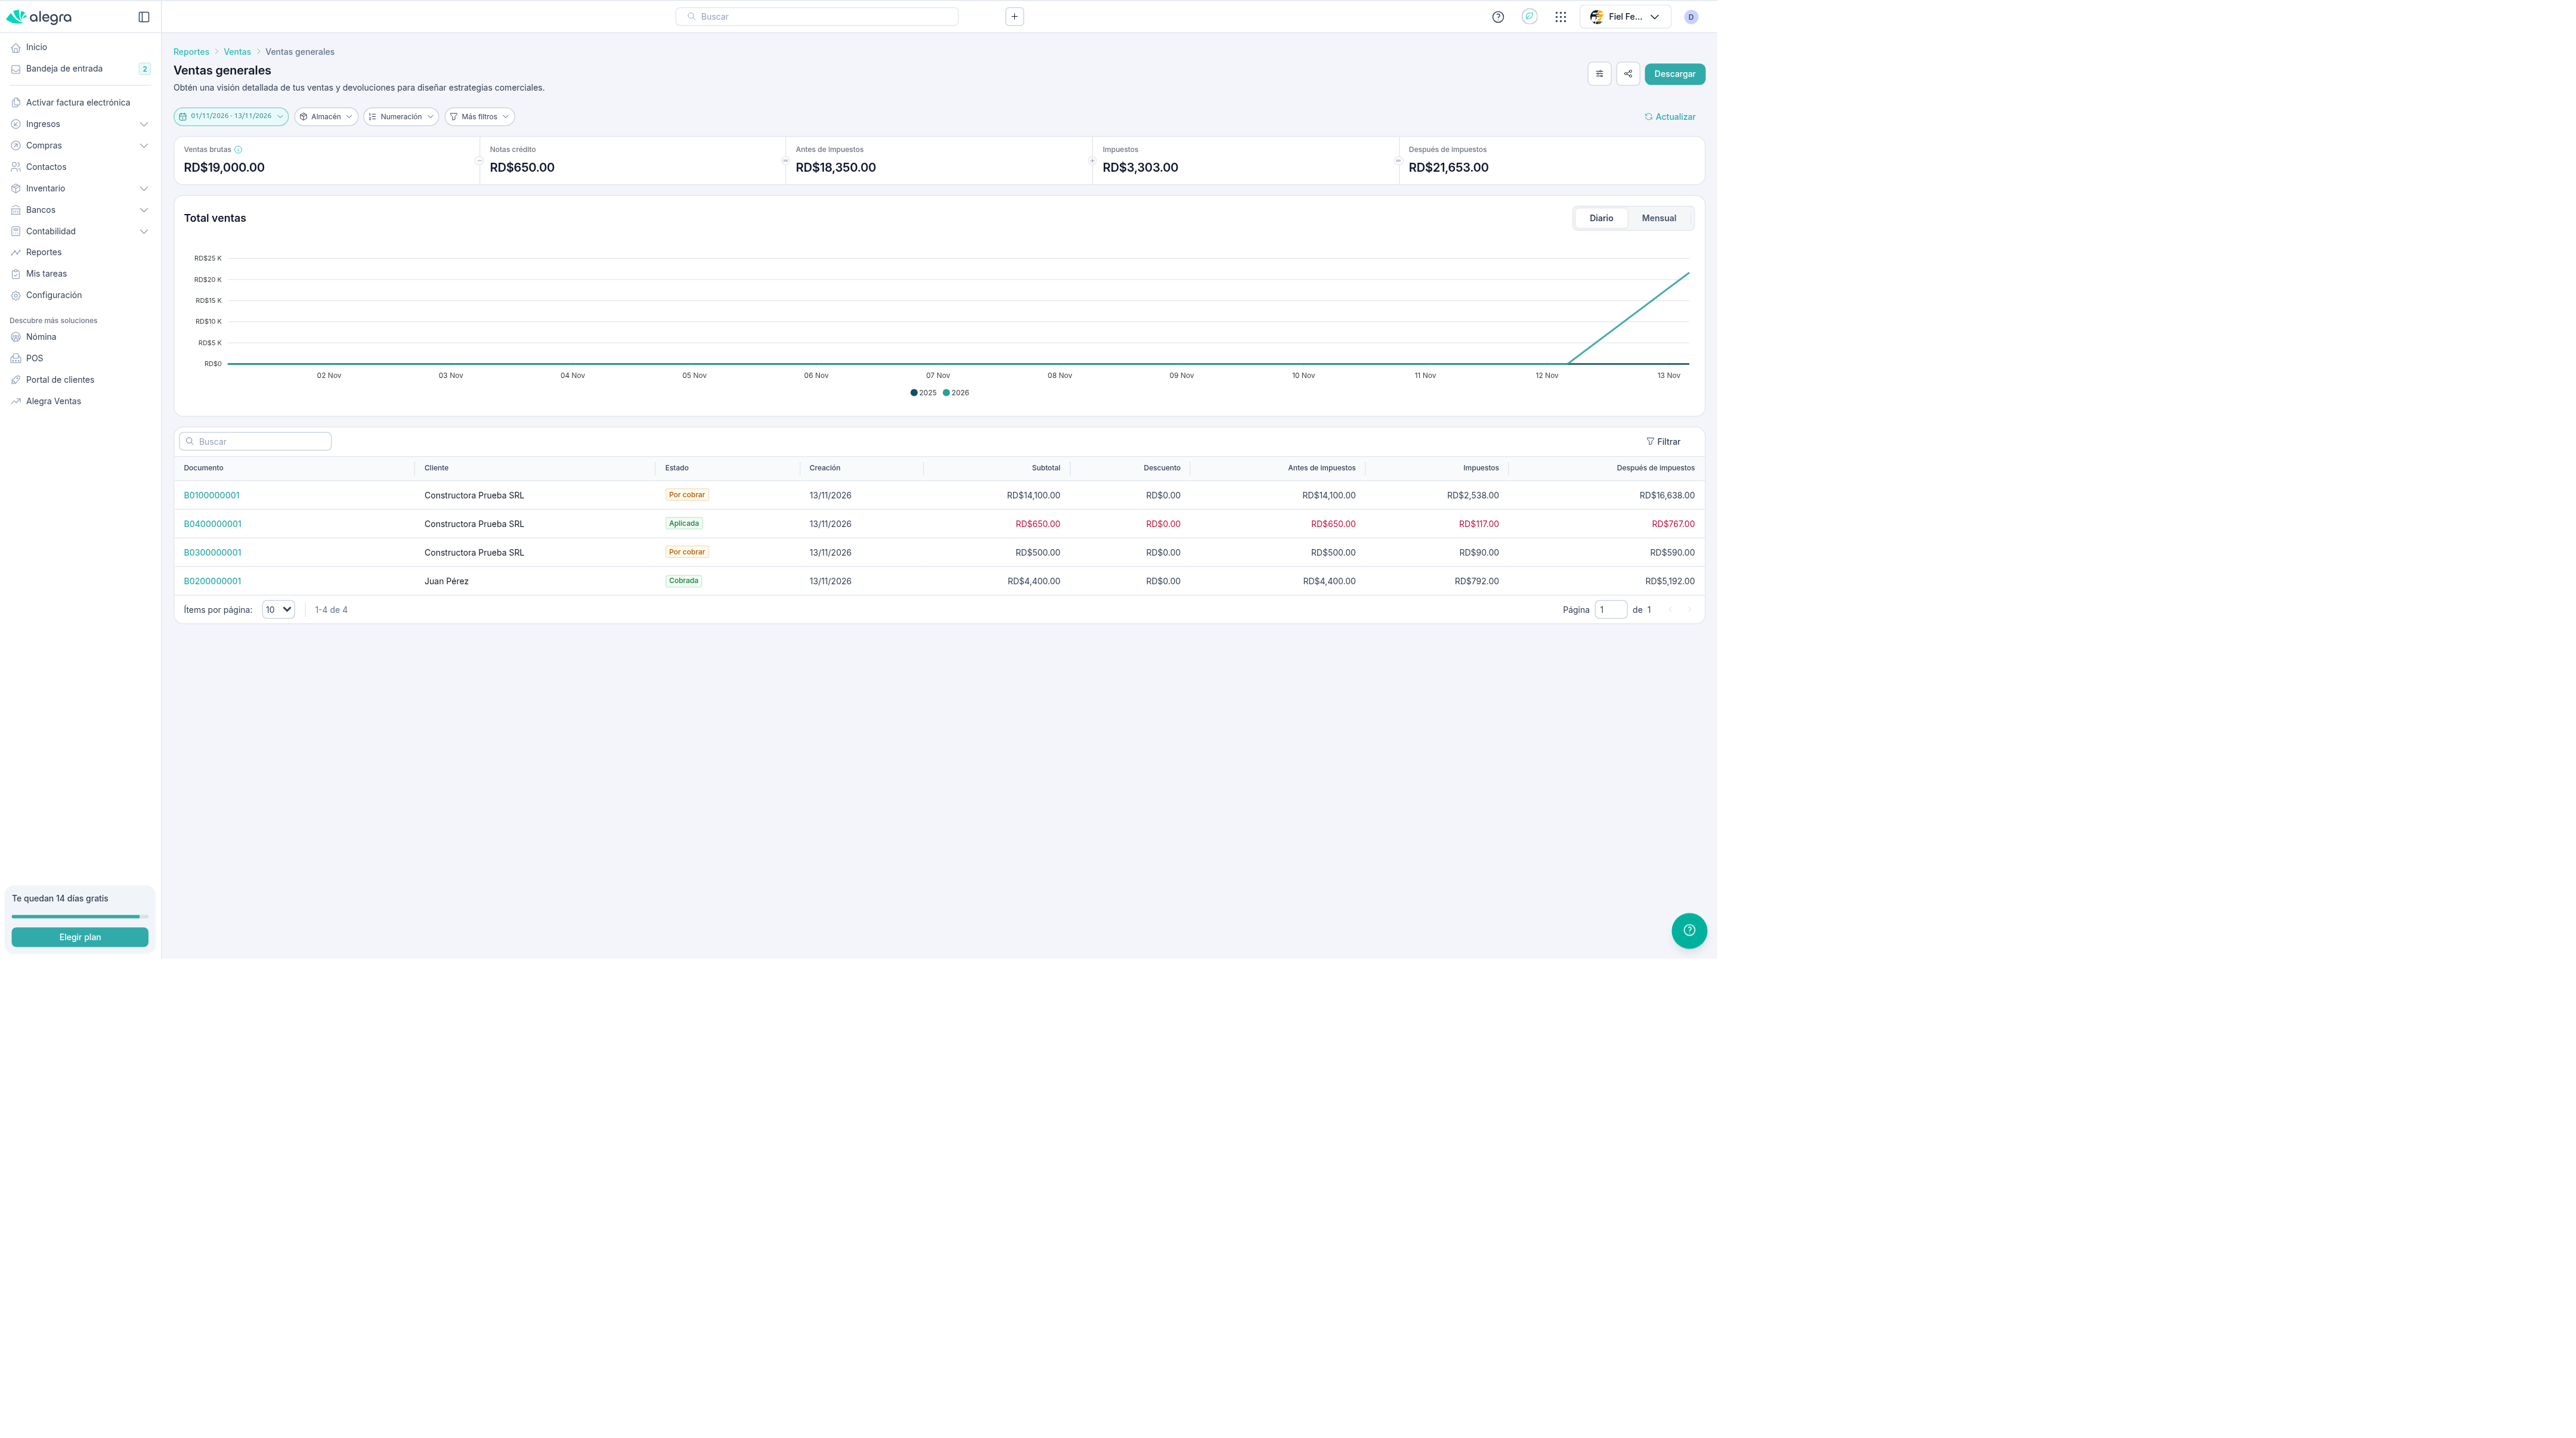 alegra
Buscar
Fiel Fe...
D
Inicio
Bandeja de entrada 2
Activar factura electrónica
Ingresos
Compras
Contactos
Inventario
Bancos
Contabilidad
Reportes
Mis tareas
Configuración
Descubre más soluciones
Nómina
POS
Portal de clientes
Alegra Ventas
Te quedan 14 días gratis
Elegir plan
Reportes > Ventas > Ventas generales
Ventas generales
Obtén una visión detallada de tus ventas y devoluciones para diseñar estrategias comerciales.
Descargar
01/11/2026 - 13/11/2026 Almacén Numeración Más filtros
Actualizar
Ventas brutas Notas crédito Antes de impuestos Impuestos Después de impuestos
RD$19,000.00 − RD$650.00 = RD$18,350.00 + RD$3,303.00 = RD$21,653.00
Total ventas
Diario Mensual
RD$25 K
RD$20 K
RD$15 K
RD$10 K
RD$5 K
RD$0
02 Nov 03 Nov 04 Nov 05 Nov 06 Nov 07 Nov 08 Nov 09 Nov 10 Nov 11 Nov 12 Nov 13 Nov
2025 2026
Buscar
Filtrar
Documento Cliente Estado Creación Subtotal Descuento Antes de impuestos Impuestos Después de impuestos
B0100000001 Constructora Prueba SRL Por cobrar 13/11/2026 RD$14,100.00 RD$0.00 RD$14,100.00 RD$2,538.00 RD$16,638.00
B0400000001 Constructora Prueba SRL Aplicada 13/11/2026 RD$650.00 RD$0.00 RD$650.00 RD$117.00 RD$767.00
B0300000001 Constructora Prueba SRL Por cobrar 13/11/2026 RD$500.00 RD$0.00 RD$500.00 RD$90.00 RD$590.00
B0200000001 Juan Pérez Cobrada 13/11/2026 RD$4,400.00 RD$0.00 RD$4,400.00 RD$792.00 RD$5,192.00
Ítems por página: 10 1-4 de 4
Página 1 de 1